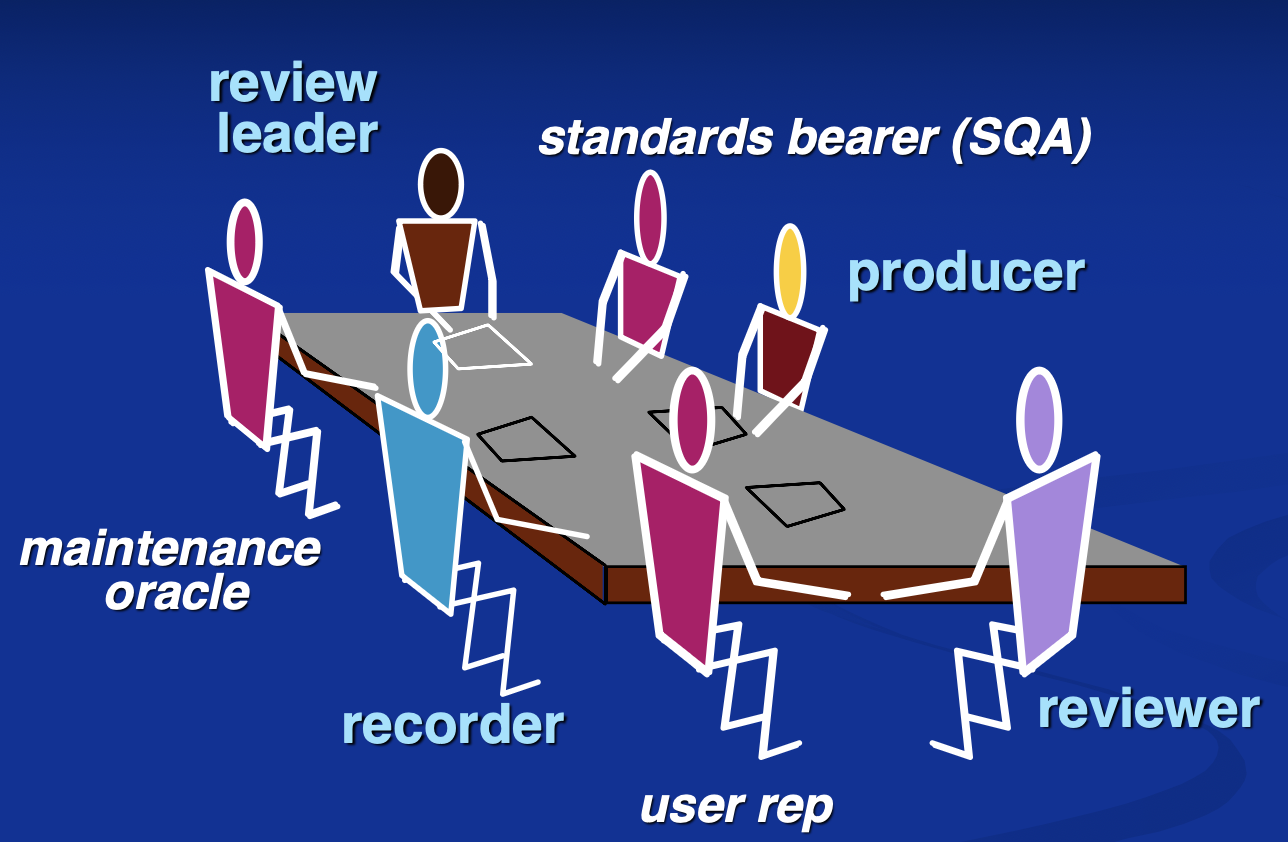 review
leader
standards bearer (SQA)
producer
maintenance
oracle
recorder
reviewer
user rep